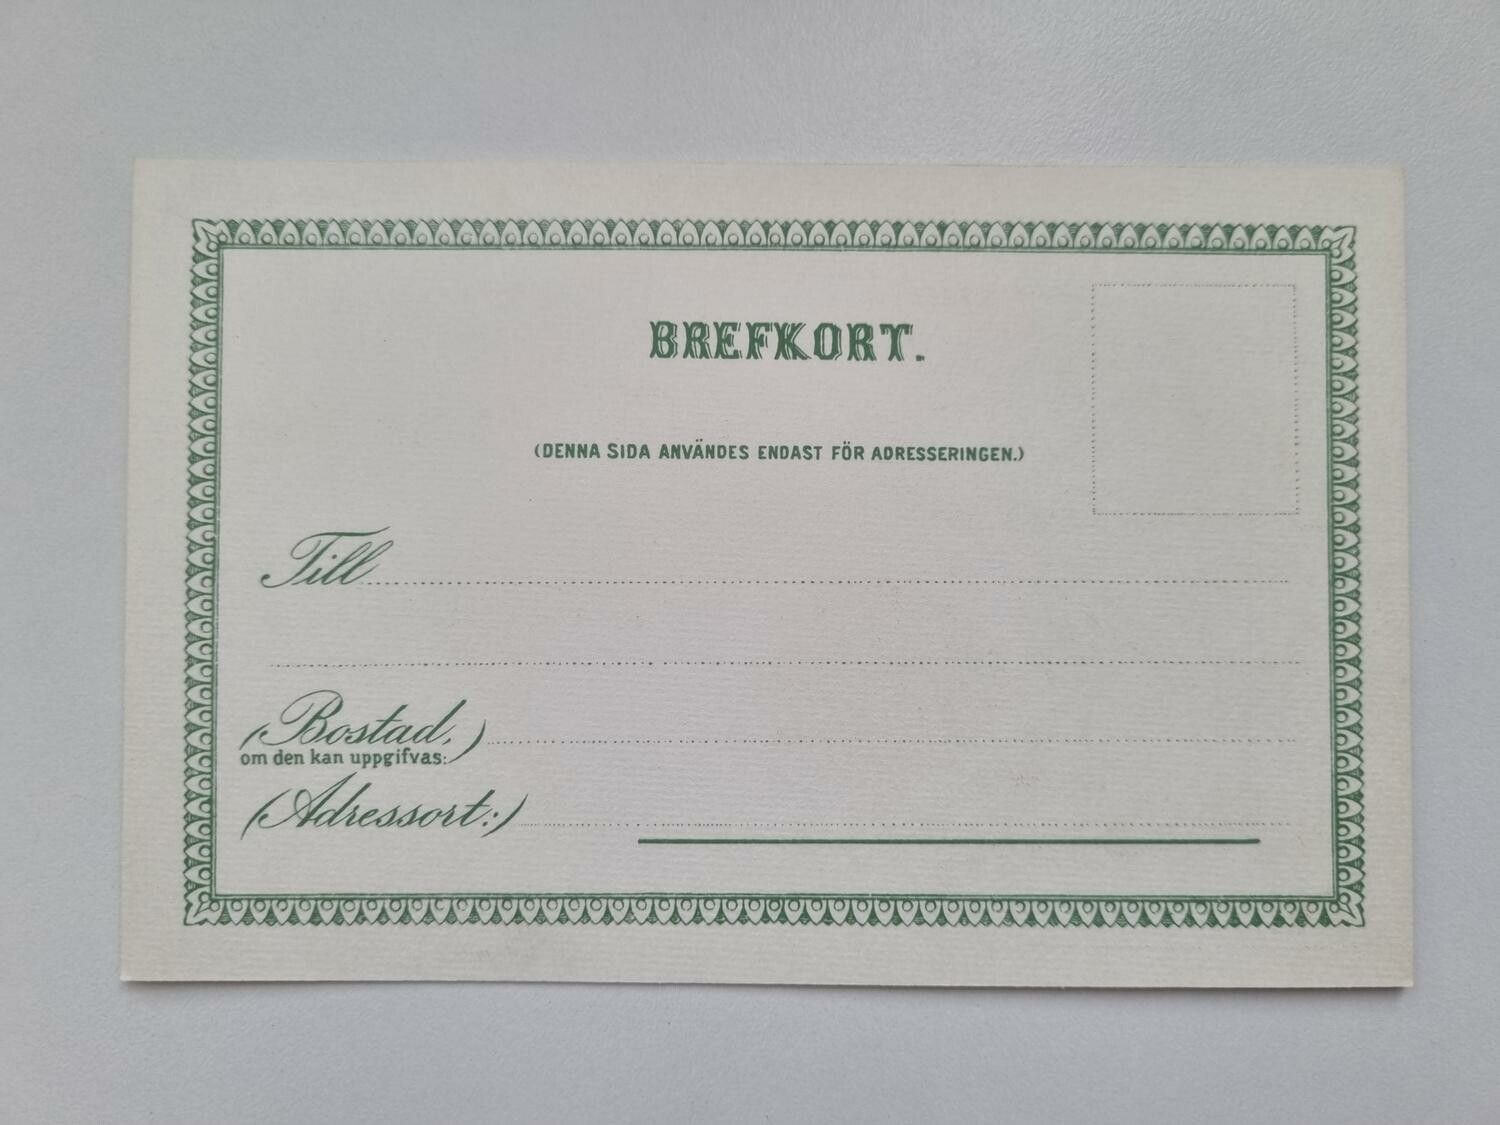 BREFKORT.
(DENNA SIDA ANVÄNDES ENDAST FÖR ADRESSERINGEN.)
Till
(Bostad,)
om den kan uppgifvas:
(Adressort:)